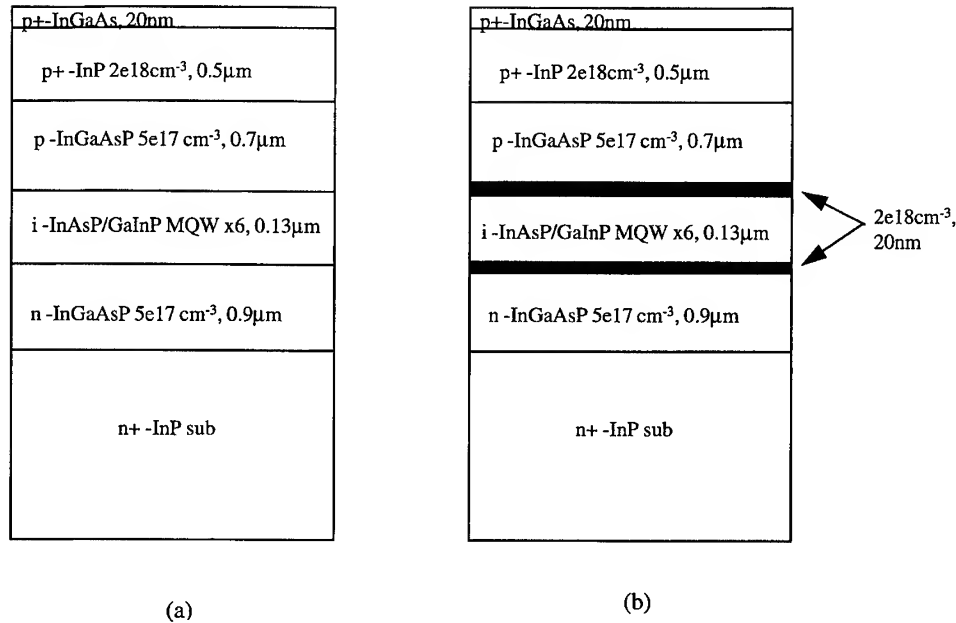 p+-InGaAs, 20nm
p+ -InP 2e18cm-3, 0.5μm
p -InGaAsP 5e17 cm-3, 0.7μm
i -InAsP/GaInP MQW x6, 0.13μm
n -InGaAsP 5e17 cm-3, 0.9μm
n+ -InP sub
(a)
p+-InGaAs, 20nm
p+ -InP 2e18cm-3, 0.5μm
p -InGaAsP 5e17 cm-3, 0.7μm
i -InAsP/GaInP MQW x6, 0.13μm
n -InGaAsP 5e17 cm-3, 0.9μm
n+ -InP sub
2e18cm-3,
20nm
(b)